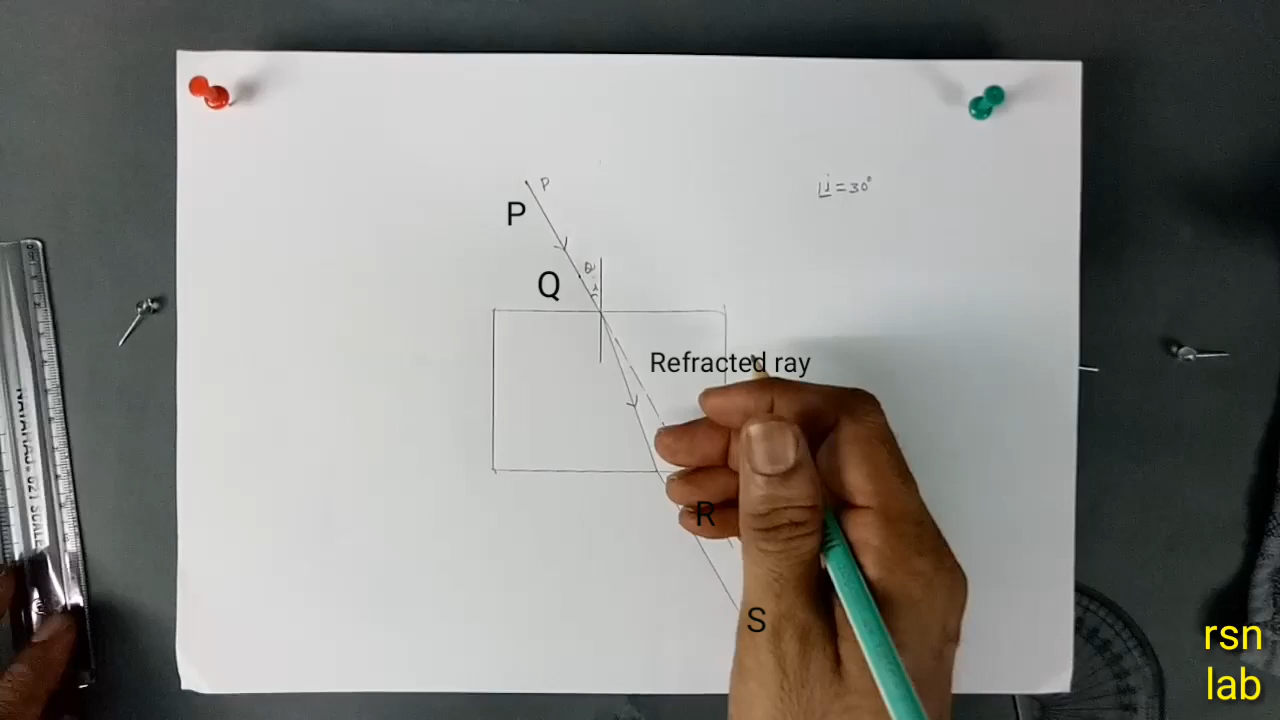 P
P
∠i=30°
Q
Q
i
Refracted ray
R
S
rsn
lab